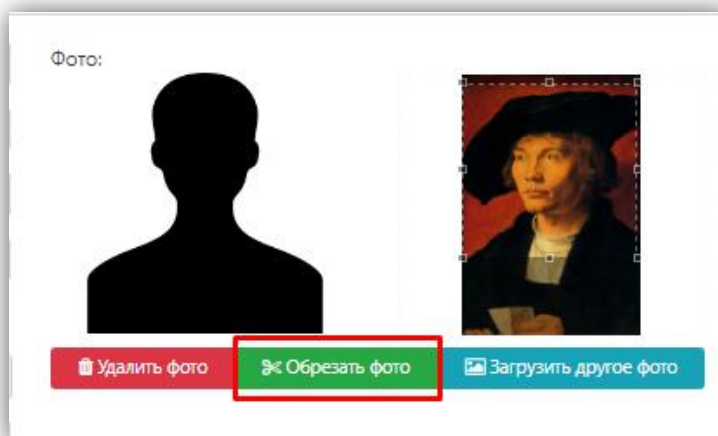 Фото:
Удалить фото
Обрезать фото
Загрузить другое фото